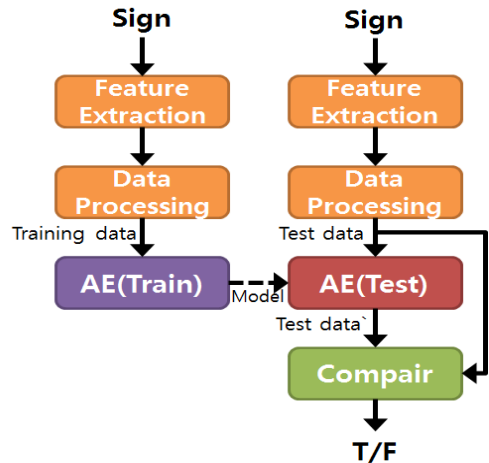 Sign
Feature
Extraction
Data
Processing
Training data
AE(Train)
Model
Sign
Feature
Extraction
Data
Processing
Test data
AE(Test)
Test data`
Compair
T/F